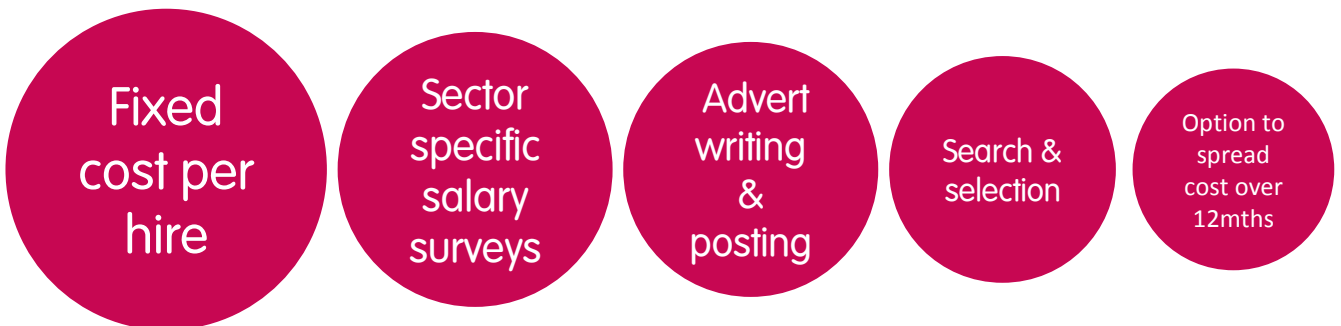 Fixed
cost per
hire
Sector
specific
salary
surveys
Advert
writing
&
posting
Search &
selection
Option to
spread
cost over
12mths